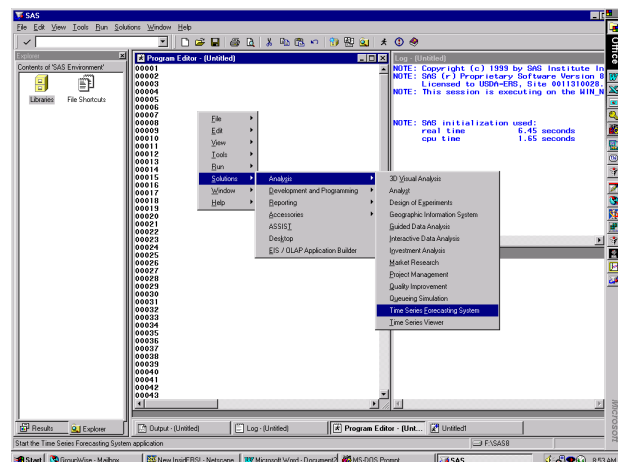 SAS
File Edit View Tools Run Solutions Window Help
Explorer
Contents of 'SAS Environment'
Libraries File Shortcuts
Program Editor - (Untitled)
00001
00002
00003
00004
00005
00006
00007
00008
00009
00010
00011
00012
00013
00014
00015
00016
00017
00018
00019
00020
00021
00022
00023
00024
00025
00026
00027
00028
00029
00030
00031
00032
00033
00034
00035
00036
00037
00038
00039
00040
00041
00042
00043
Log - (Untitled)
NOTE: Copyright (c) 1999 by SAS Institute In
NOTE: SAS (r) Proprietary Software Version 8
Licensed to USDA-ERS, Site 0011310028.
NOTE: This session is executing on the WIN_N
NOTE: SAS initialization used:
real time 6.45 seconds
cpu time 1.65 seconds
File
Edit
View
Tools
Run
Solutions
Window
Help
Analysis
Development and Programming
Reporting
Accessories
ASSIST
Desktop
EIS / OLAP Application Builder
3D Visual Analysis
Analyst
Design of Experiments
Geographic Information System
Guided Data Analysis
Interactive Data Analysis
Investment Analysis
Market Research
Project Management
Quality Improvement
Queueing Simulation
Time Series Forecasting System
Time Series Viewer
Office
Microsoft
Results Explorer
Output - (Untitled) Log - (Untitled) Program Editor - (Unt... Untitled1
Start the Time Series Forecasting System application
F:\SAS8
Start GroupWise - Mailbox New InsidERS! - Netscape Microsoft Word - Document2 MS-DOS Prompt SAS 8:53 AM